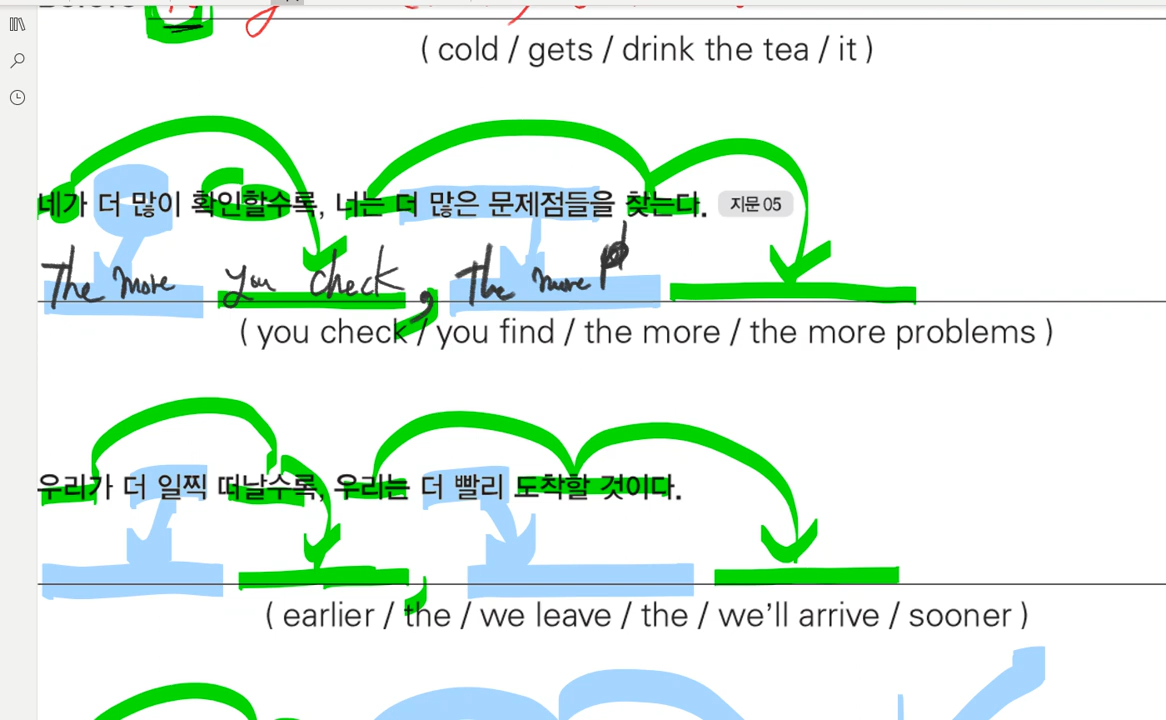 ( cold / gets / drink the tea / it )
네가 더 많이 확인할수록, 너는 더 많은 문제점들을 찾는다. 지문 05
The more you check, The more p
( you check / you find / the more / the more problems )
우리가 더 일찍 떠날수록, 우리는 더 빨리 도착할 것이다.
( earlier / the / we leave / the / we'll arrive / sooner )